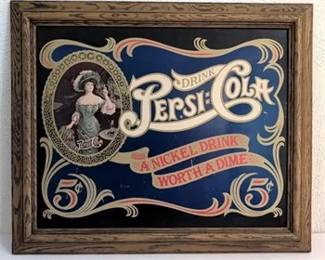 DRINK
PEPSI:COLA
A NICKEL DRINK
WORTH A DIME
5¢ 5¢